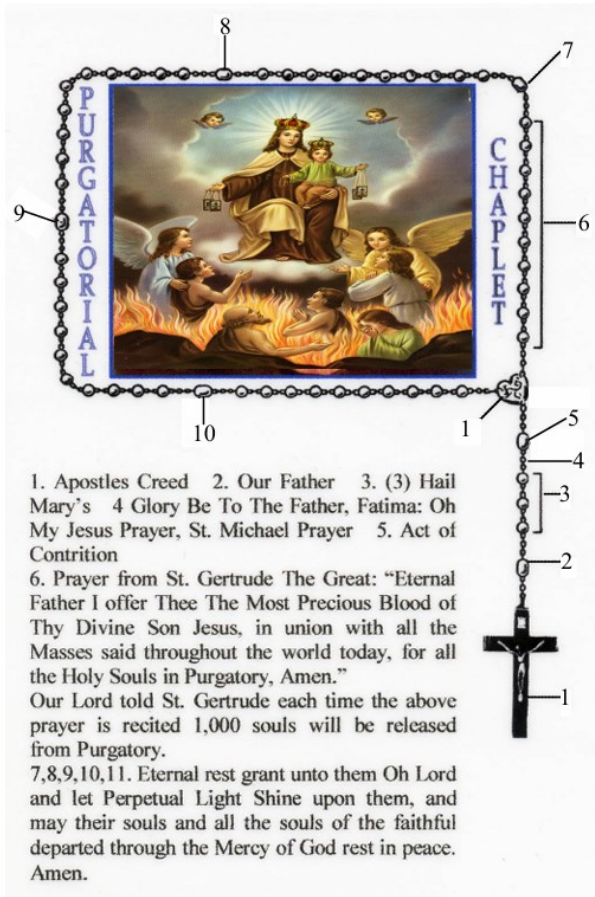 8
7
PURGATORIAL
CHAPLET
9
6
10
1
5
4
3
2
1
1. Apostles Creed 2. Our Father 3. (3) Hail
Mary's 4 Glory Be To The Father, Fatima: Oh
My Jesus Prayer, St. Michael Prayer 5. Act of
Contrition
6. Prayer from St. Gertrude The Great: “Eternal
Father I offer Thee The Most Precious Blood of
Thy Divine Son Jesus, in union with all the
Masses said throughout the world today, for all
the Holy Souls in Purgatory, Amen.”
Our Lord told St. Gertrude each time the above
prayer is recited 1,000 souls will be released
from Purgatory.
7,8,9,10,11. Eternal rest grant unto them Oh Lord
and let Perpetual Light Shine upon them, and
may their souls and all the souls of the faithful
departed through the Mercy of God rest in peace.
Amen.